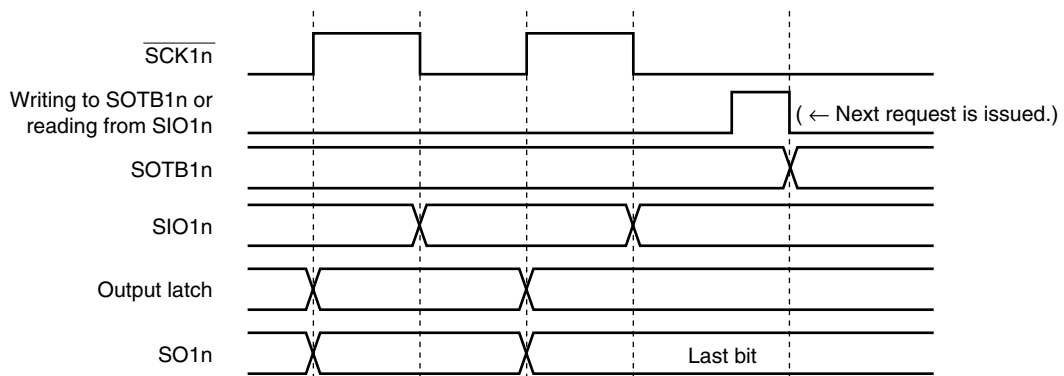 SCK1n
Writing to SOTB1n or
reading from SIO1n
( ← Next request is issued.)
SOTB1n
SIO1n
Output latch
SO1n
Last bit